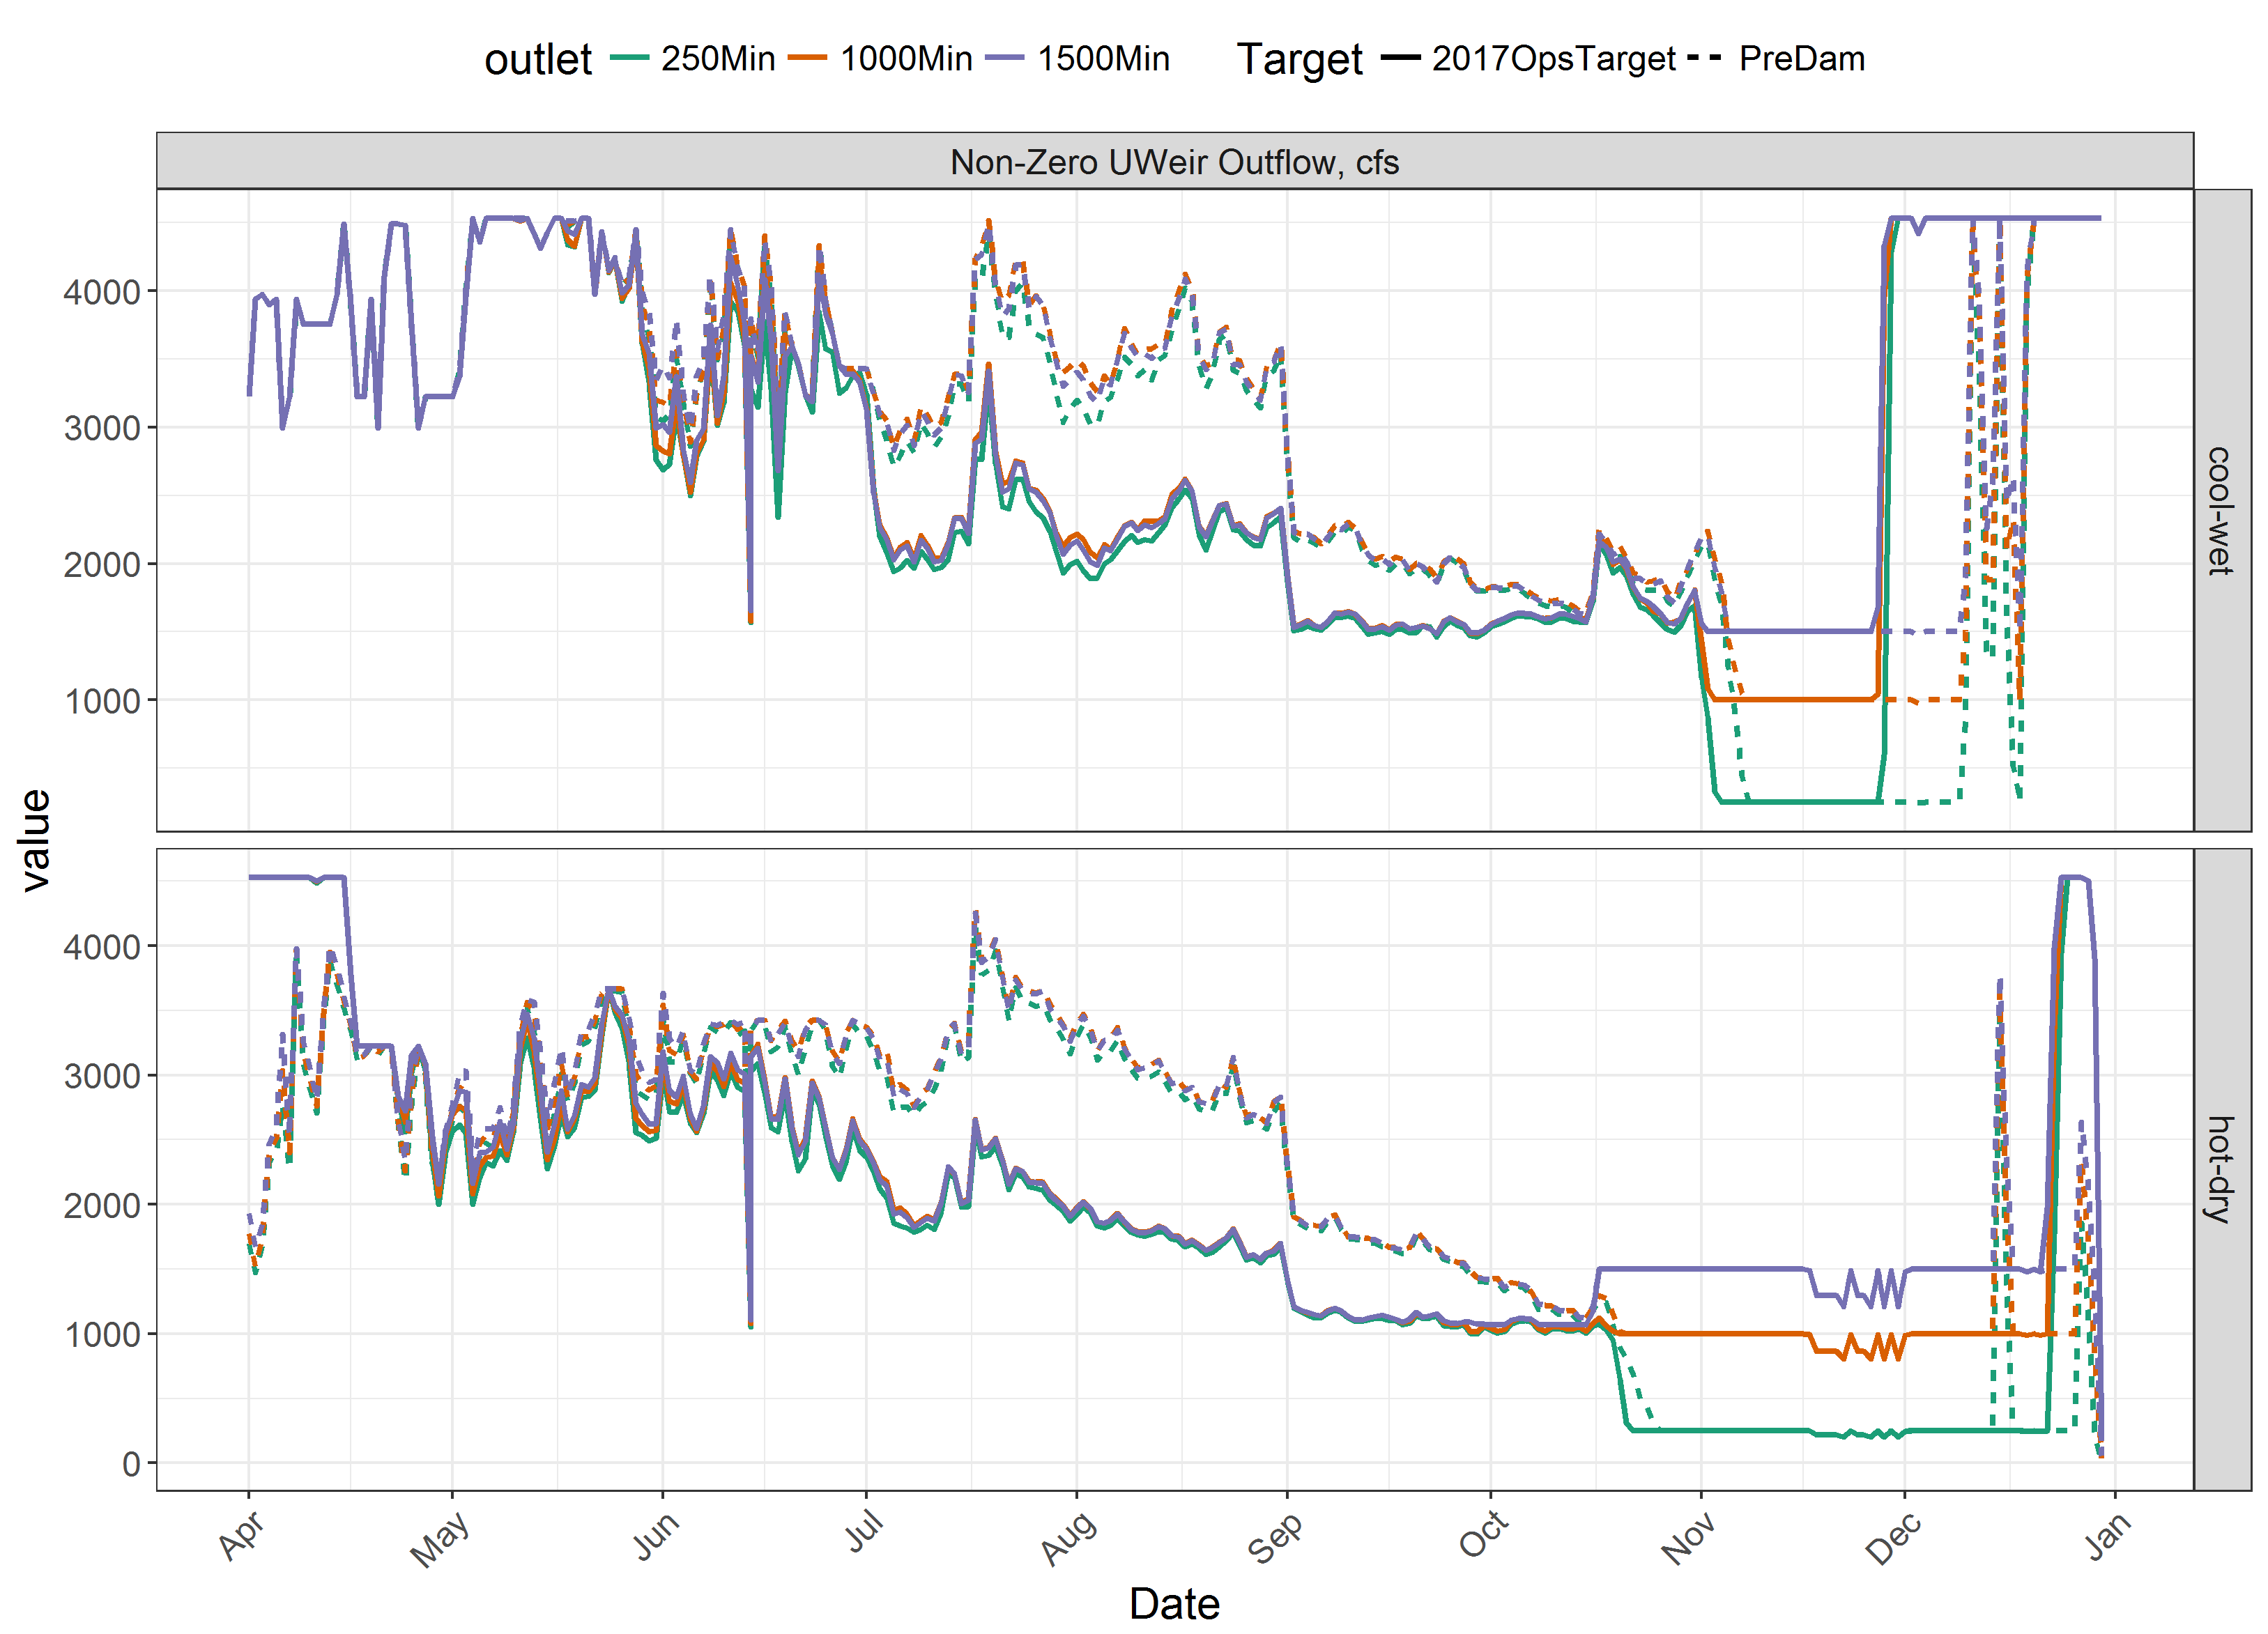 outlet 250Min 1000Min 1500Min Target 2017OpsTarget PreDam
Non-Zero UWeir Outflow, cfs
4000
3000
2000
1000
cool-wet
value
4000
3000
2000
1000
0
hot-dry
Apr May Jun Jul Aug Sep Oct Nov Dec Jan
Date